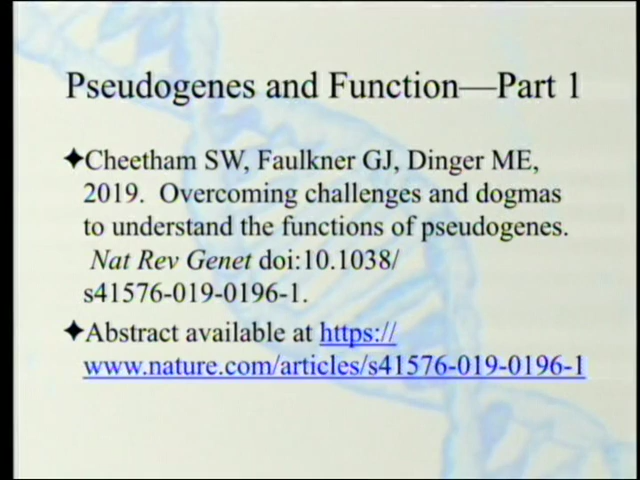 Pseudogenes and Function—Part 1
✦Cheetham SW, Faulkner GJ, Dinger ME,
2019.  Overcoming challenges and dogmas
to understand the functions of pseudogenes.
Nat Rev Genet doi:10.1038/
s41576-019-0196-1.
✦Abstract available at https://
www.nature.com/articles/s41576-019-0196-1